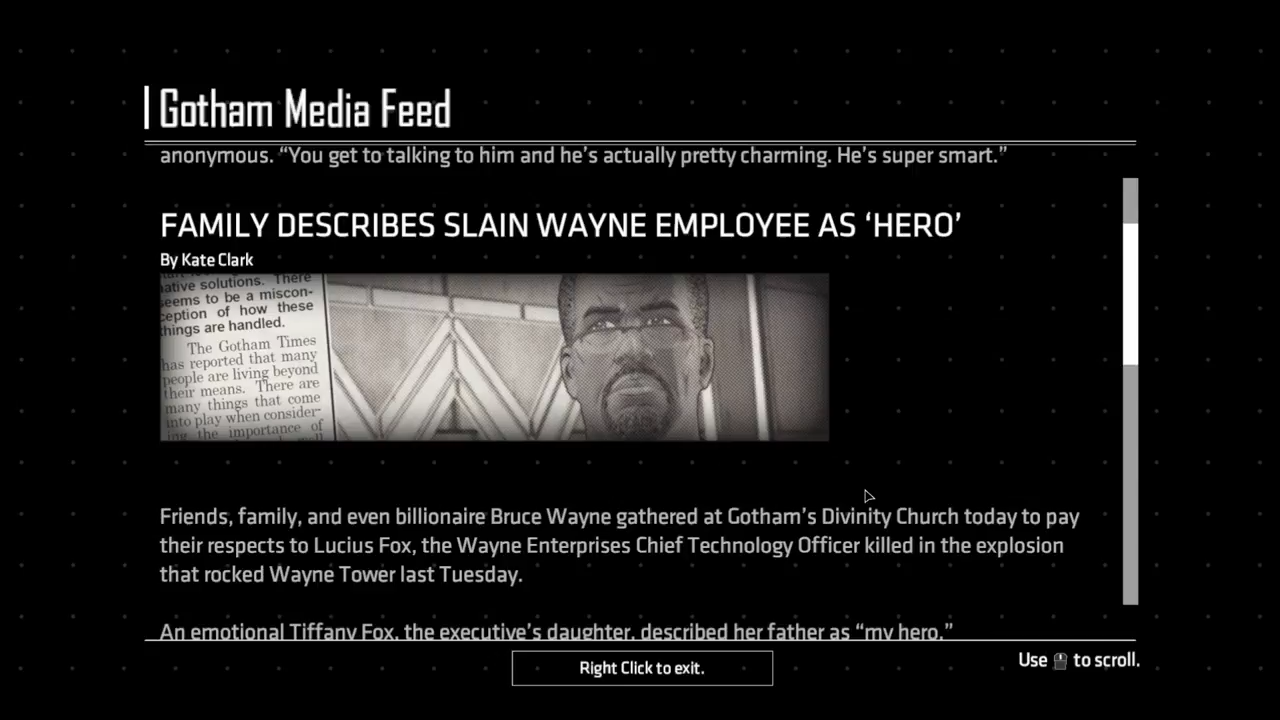 Gotham Media Feed
anonymous. “You get to talking to him and he’s actually pretty charming. He’s super smart.”
FAMILY DESCRIBES SLAIN WAYNE EMPLOYEE AS ‘HERO’
By Kate Clark
ative solutions. There
seems to be a miscon-
ception of how these
things are handled.
The Gotham Times
has reported that many
people are living beyond
their means. There are
many things that come
into play when consider-
ing the importance of
Friends, family, and even billionaire Bruce Wayne gathered at Gotham’s Divinity Church today to pay
their respects to Lucius Fox, the Wayne Enterprises Chief Technology Officer killed in the explosion
that rocked Wayne Tower last Tuesday.
An emotional Tiffany Fox, the executive’s daughter, described her father as “my hero.”
Right Click to exit.
Use to scroll.